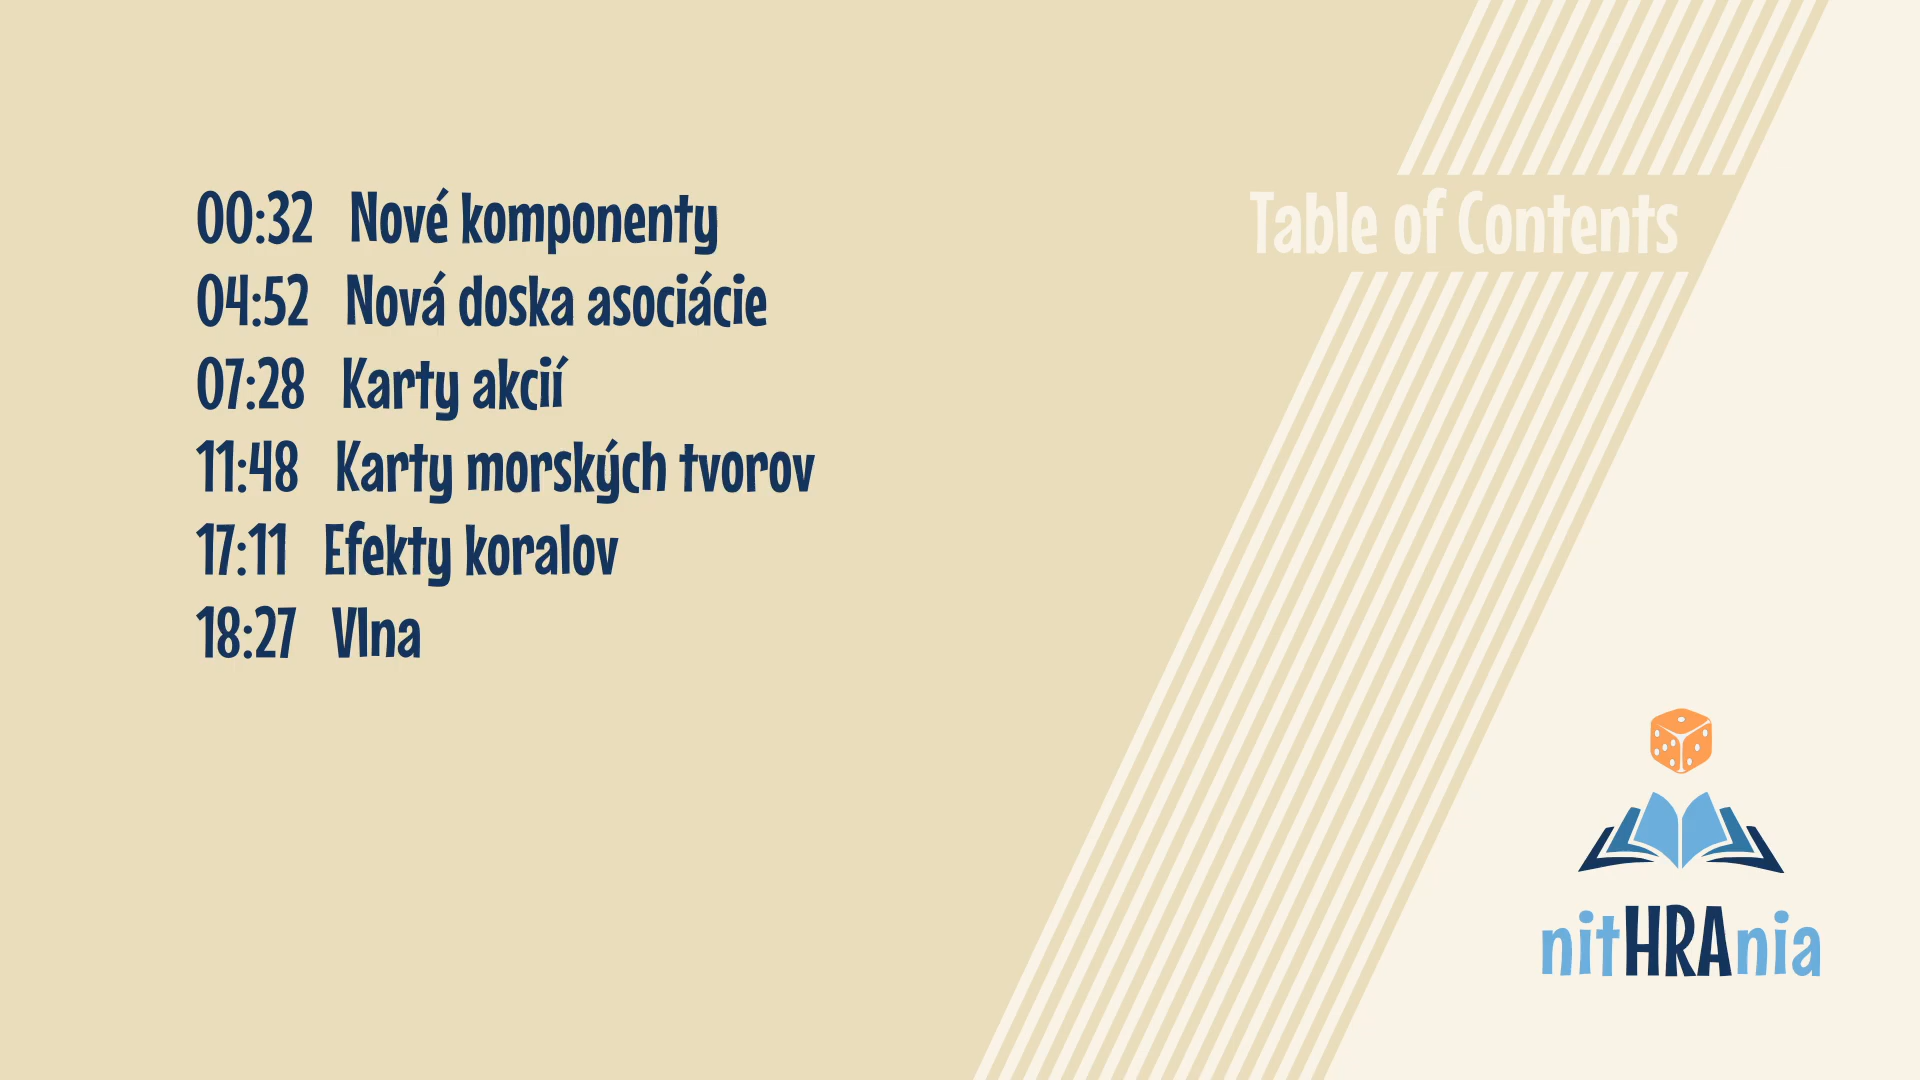 00:32 Nové komponenty
04:52 Nová doska asociácie
07:28 Karty akcií
11:48 Karty morských tvorov
17:11 Efekty koralov
18:27 Vlna
Table of Contents
nitHRAnia